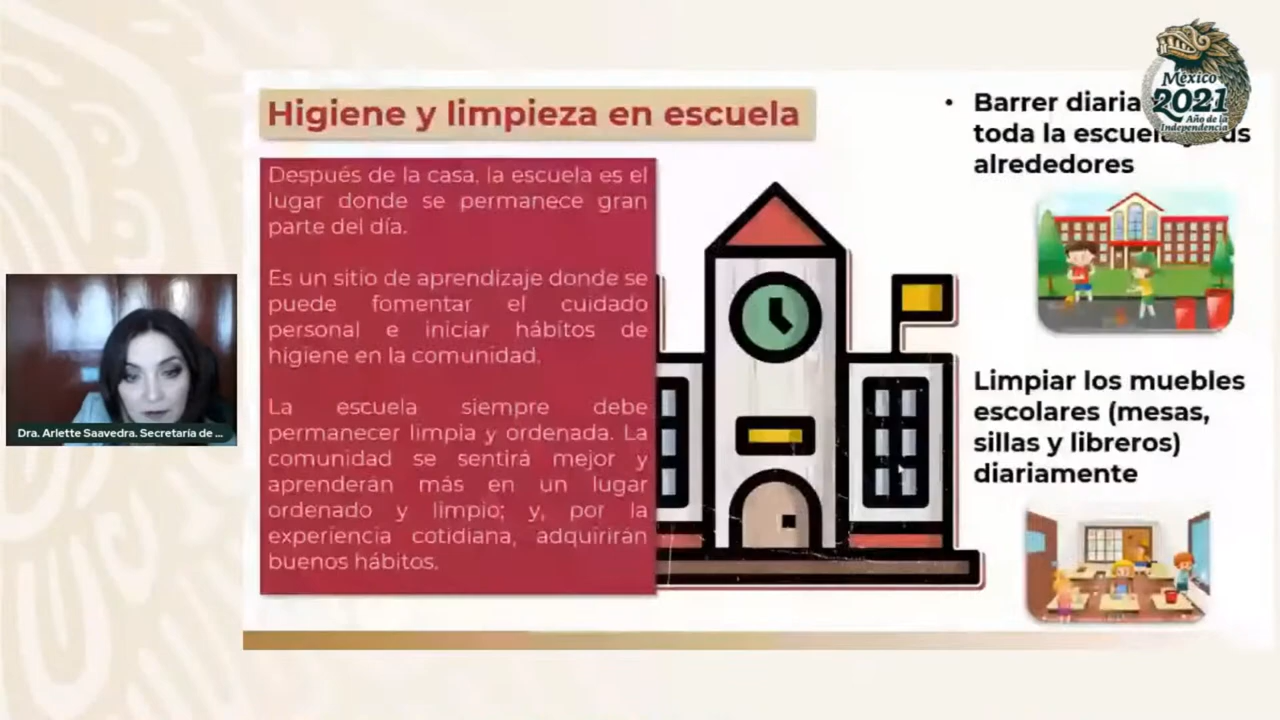 Higiene y limpieza en escuela
Después de la casa, la escuela es el
lugar donde se permanece gran
parte del día.
Es un sitio de aprendizaje donde se
puede fomentar el cuidado
personal e iniciar hábitos de
higiene en la comunidad.
La escuela siempre debe
permanecer limpia y ordenada. La
comunidad se sentirá mejor y
aprenderán más en un lugar
ordenado y limpio; y, por la
experiencia cotidiana, adquirirán
buenos hábitos.
• Barrer diaria
toda la escuela
alrededores
Limpiar los muebles
escolares (mesas,
sillas y libreros)
diariamente
México
2021
Año de la
Independencia
Dra. Arlette Saavedra. Secretaría de ...